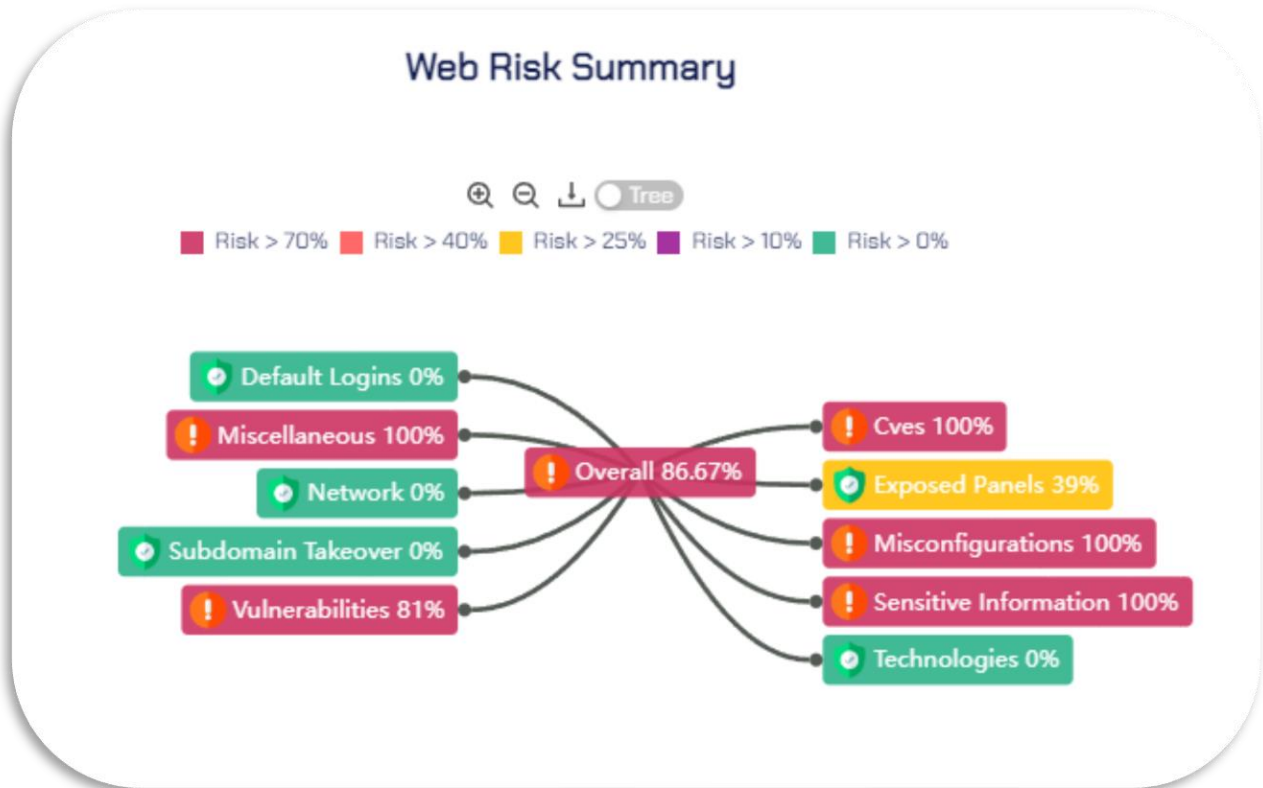 Web Risk Summary
Tree
Risk > 70% Risk > 40% Risk > 25% Risk > 10% Risk > 0%
Default Logins 0%
Miscellaneous 100%
Network 0%
Subdomain Takeover 0%
Vulnerabilities 81%
Overall 86.67%
Cves 100%
Exposed Panels 39%
Misconfigurations 100%
Sensitive Information 100%
Technologies 0%